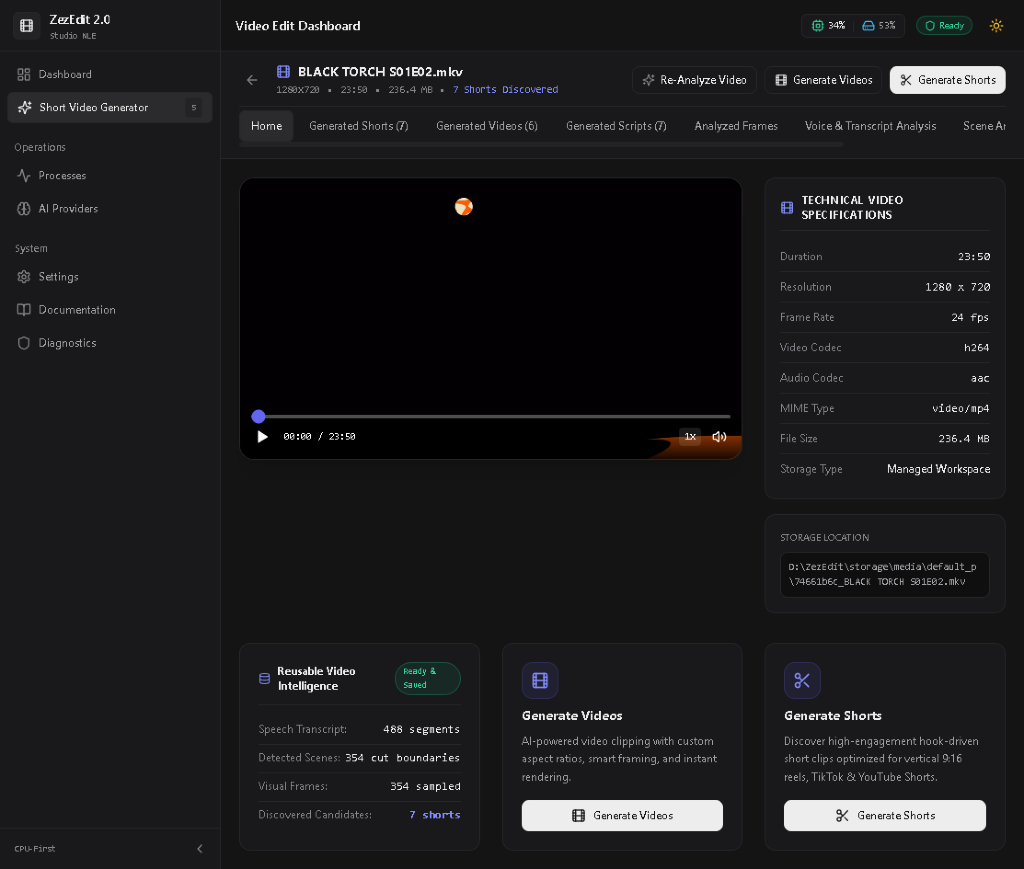 ZezEdit 2.0
Studio NLE
Dashboard
Short Video Generator
S
Operations
Processes
AI Providers
System
Settings
Documentation
Diagnostics
CPU-First
Video Edit Dashboard
34%
53%
Ready
BLACK TORCH S01E02.mkv
1280x720 • 23:50 • 236.4 MB • 7 Shorts Discovered
Re-Analyze Video
Generate Videos
Generate Shorts
Home
Generated Shorts (7)
Generated Videos (6)
Generated Scripts (7)
Analyzed Frames
Voice & Transcript Analysis
Scene Ar
00:00 / 23:50
1x
TECHNICAL VIDEO
SPECIFICATIONS
Duration 23:50
Resolution 1280 x 720
Frame Rate 24 fps
Video Codec h264
Audio Codec aac
MIME Type video/mp4
File Size 236.4 MB
Storage Type Managed Workspace
STORAGE LOCATION
D:\ZezEdit\storage\media\default_p
\74661b6c_BLACK TORCH S01E02.mkv
Reusable Video
Intelligence
Ready &
Saved
Speech Transcript: 488 segments
Detected Scenes: 354 cut boundaries
Visual Frames: 354 sampled
Discovered Candidates: 7 shorts
Generate Videos
AI-powered video clipping with custom
aspect ratios, smart framing, and instant
rendering.
Generate Videos
Generate Shorts
Discover high-engagement hook-driven
short clips optimized for vertical 9:16
reels, TikTok & YouTube Shorts.
Generate Shorts